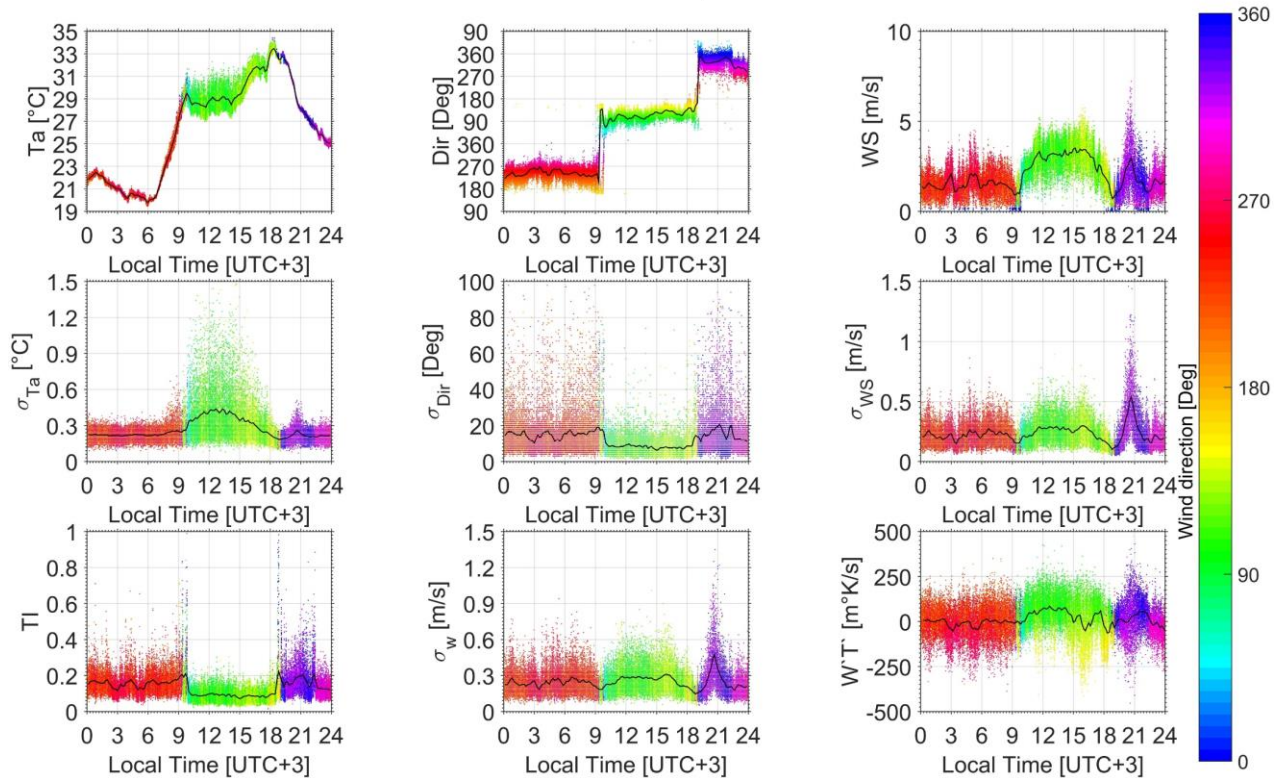 35
33
31
29
27
25
23
21
19
Ta [°C]
0 3 6 9 12 15 18 21 24
Local Time [UTC+3]
90
360
270
180
90
360
270
180
90
Dir [Deg]
0 3 6 9 12 15 18 21 24
Local Time [UTC+3]
10
5
0
WS [m/s]
0 3 6 9 12 15 18 21 24
Local Time [UTC+3]
1.5
1.2
0.9
0.6
0.3
0
σTa [°C]
0 3 6 9 12 15 18 21 24
Local Time [UTC+3]
100
80
60
40
20
0
σDir [Deg]
0 3 6 9 12 15 18 21 24
Local Time [UTC+3]
1.5
1
0.5
0
σWS [m/s]
0 3 6 9 12 15 18 21 24
Local Time [UTC+3]
1
0.8
0.6
0.4
0.2
0
TI
0 3 6 9 12 15 18 21 24
Local Time [UTC+3]
1.5
1.2
0.9
0.6
0.3
0
σw [m/s]
0 3 6 9 12 15 18 21 24
Local Time [UTC+3]
500
250
0
-250
-500
W`T` [m°K/s]
0 3 6 9 12 15 18 21 24
Local Time [UTC+3]
360
270
180
90
0
Wind direction [Deg]